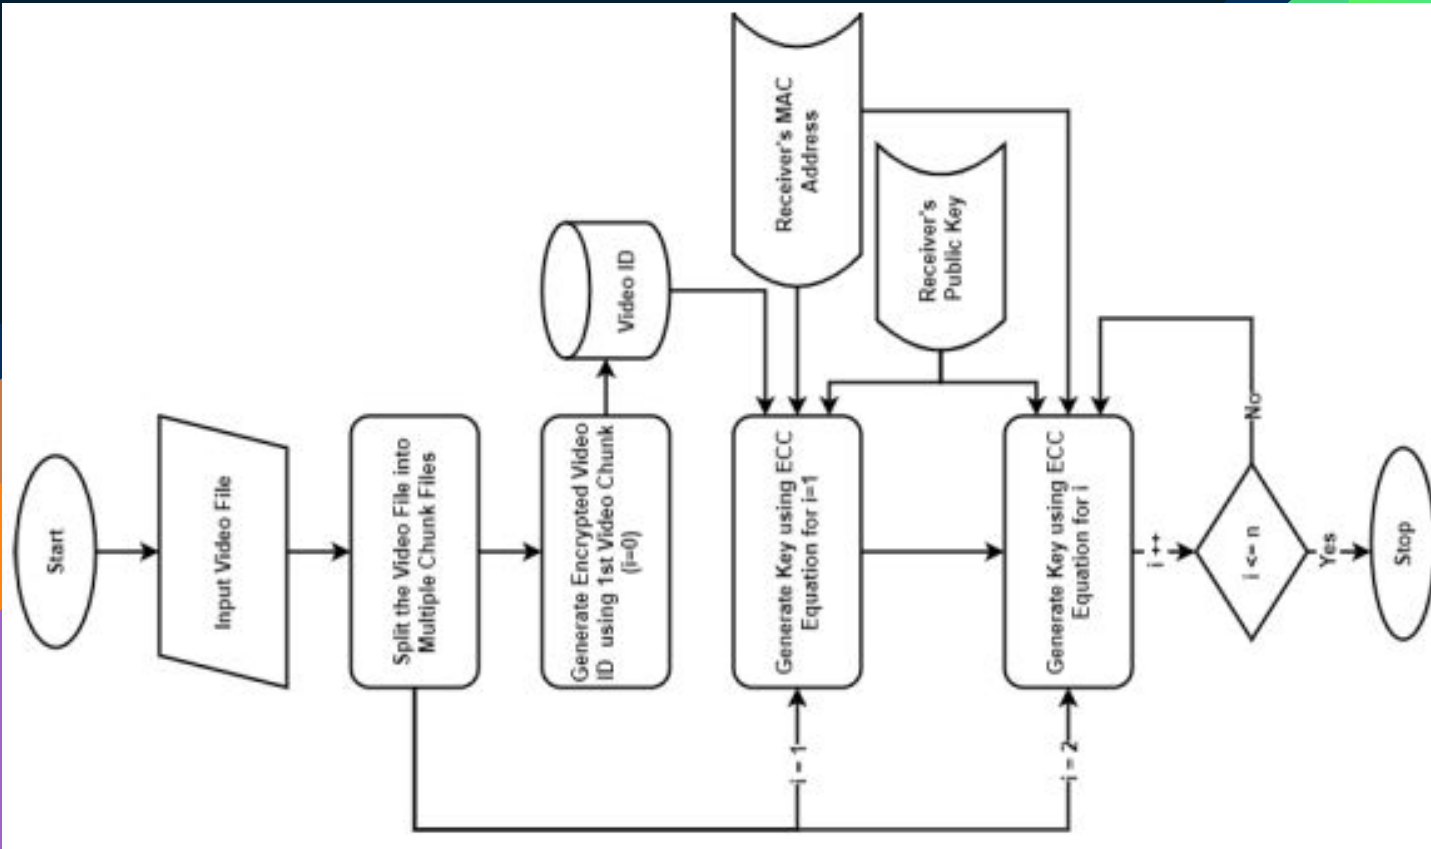 Start
Input Video File
Split the Video File into
Multiple Chunk Files
Generate Encrypted Video
ID using 1st Video Chunk
(i=0)
Video ID
Receiver's MAC
Address
Receiver's
Public Key
Generate Key using ECC
Equation for i=1
i = 1
Generate Key using ECC
Equation for i
i = 2
i ++
i <= n
No
Yes
Stop